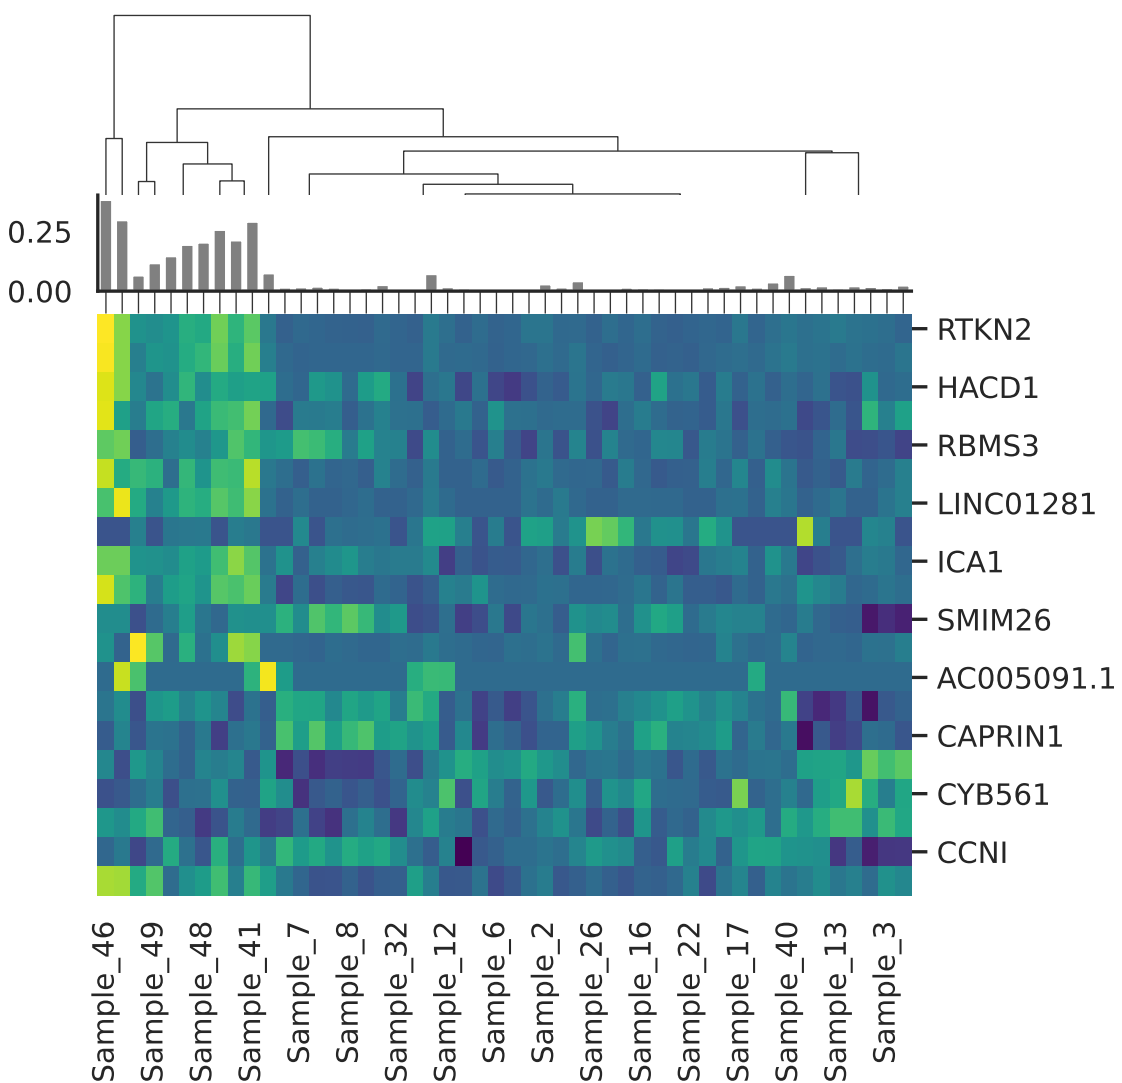 0.25
0.00
RTKN2
HACD1
RBMS3
LINC01281
ICA1
SMIM26
AC005091.1
CAPRIN1
CYB561
CCNI
Sample_46
Sample_49
Sample_48
Sample_41
Sample_7
Sample_8
Sample_32
Sample_12
Sample_6
Sample_2
Sample_26
Sample_16
Sample_22
Sample_17
Sample_40
Sample_13
Sample_3